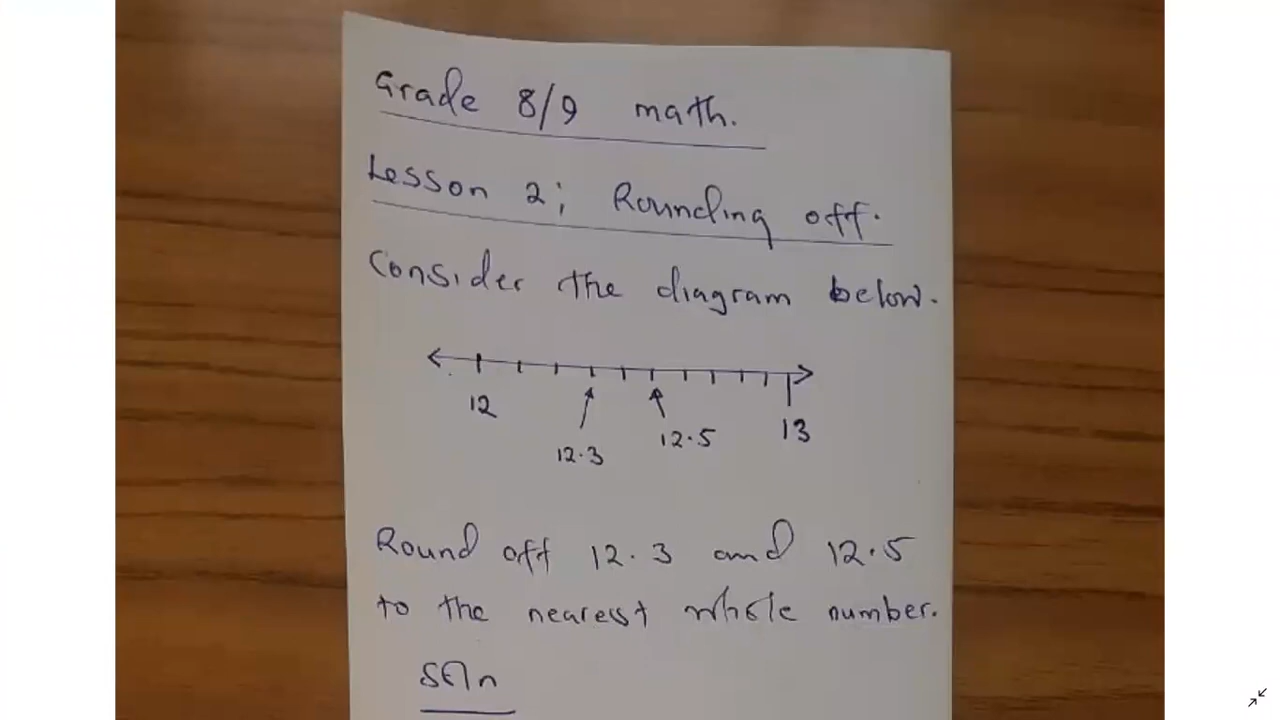 Grade 8/9 math.
Lesson 2; Rounding off.
Consider the diagram below.
12
12.3
12.5
13
Round off 12.3 and 12.5
to the nearest whole number.
Soln